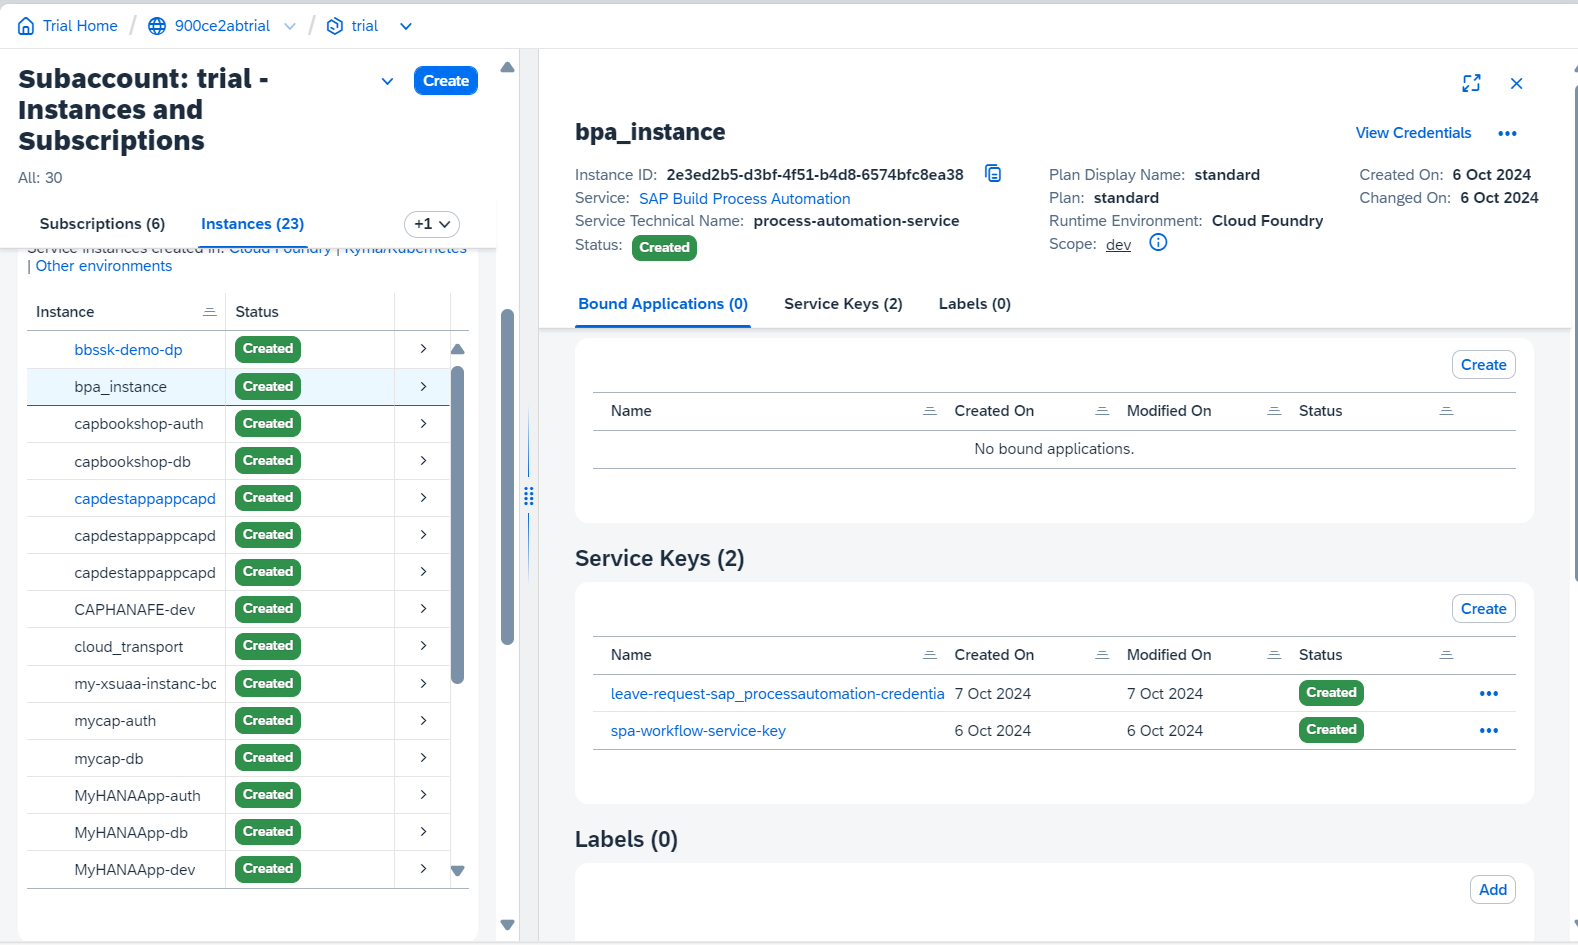 Trial Home / 900ce2abtrial / trial
Subaccount: trial -
Instances and
Subscriptions
Create
All: 30
Subscriptions (6) Instances (23) +1
Service instances created in: Cloud Foundry | Kyma/Kubernetes
| Other environments
Instance Status
bbssk-demo-dp Created
bpa_instance Created
capbookshop-auth Created
capbookshop-db Created
capdestappappcapd Created
capdestappappcapd Created
capdestappappcapd Created
CAPHANAFE-dev Created
cloud_transport Created
my-xsuaa-instanc-bc Created
mycap-auth Created
mycap-db Created
MyHANAApp-auth Created
MyHANAApp-db Created
MyHANAApp-dev Created
bpa_instance
View Credentials
Instance ID: 2e3ed2b5-d3bf-4f51-b4d8-6574bfc8ea38
Service: SAP Build Process Automation
Service Technical Name: process-automation-service
Status: Created
Plan Display Name: standard
Plan: standard
Runtime Environment: Cloud Foundry
Scope: dev
Created On: 6 Oct 2024
Changed On: 6 Oct 2024
Bound Applications (0) Service Keys (2) Labels (0)
Create
Name Created On Modified On Status
No bound applications.
Service Keys (2)
Create
Name Created On Modified On Status
leave-request-sap_processautomation-credentia 7 Oct 2024 7 Oct 2024 Created
spa-workflow-service-key 6 Oct 2024 6 Oct 2024 Created
Labels (0)
Add